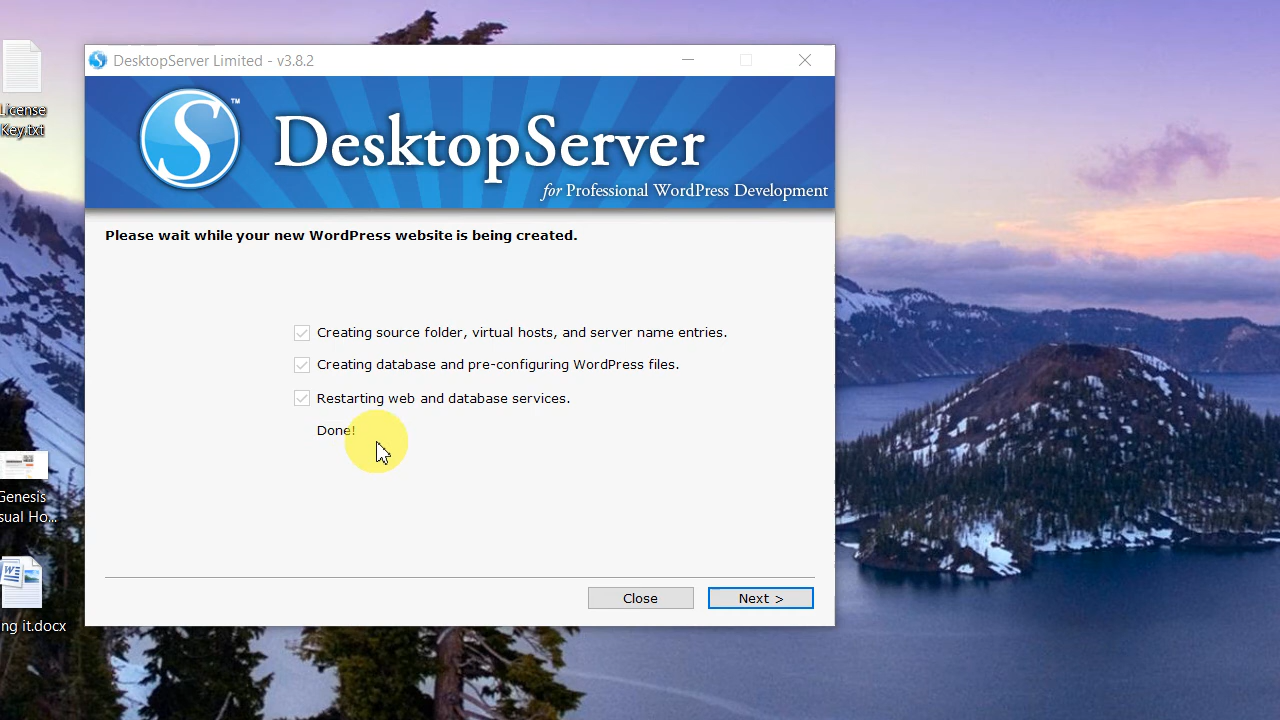 DesktopServer Limited - v3.8.2
S™
DesktopServer
for Professional WordPress Development
Please wait while your new WordPress website is being created.
Creating source folder, virtual hosts, and server name entries.
Creating database and pre-configuring WordPress files.
Restarting web and database services.
Done!
Close
Next >
License
Key.txt
Genesis
sual Ho...
ng it.docx